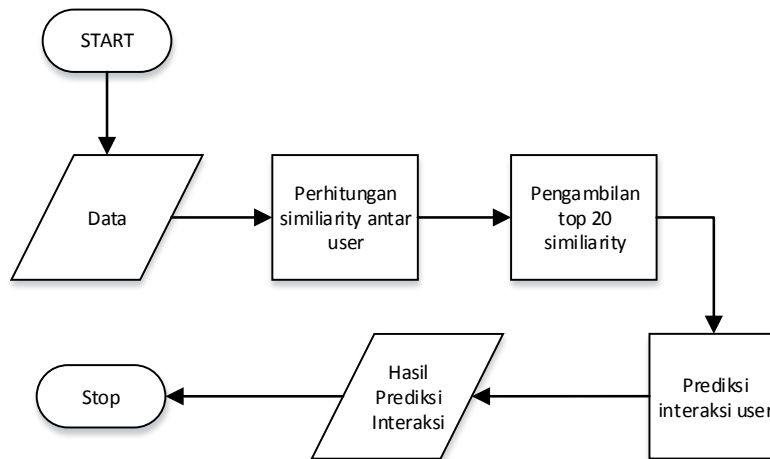 START
Data
Perhitungan
similiarity antar
user
Pengambilan
top 20
similiarity
Prediksi
interaksi user
Hasil
Prediksi
Interaksi
Stop